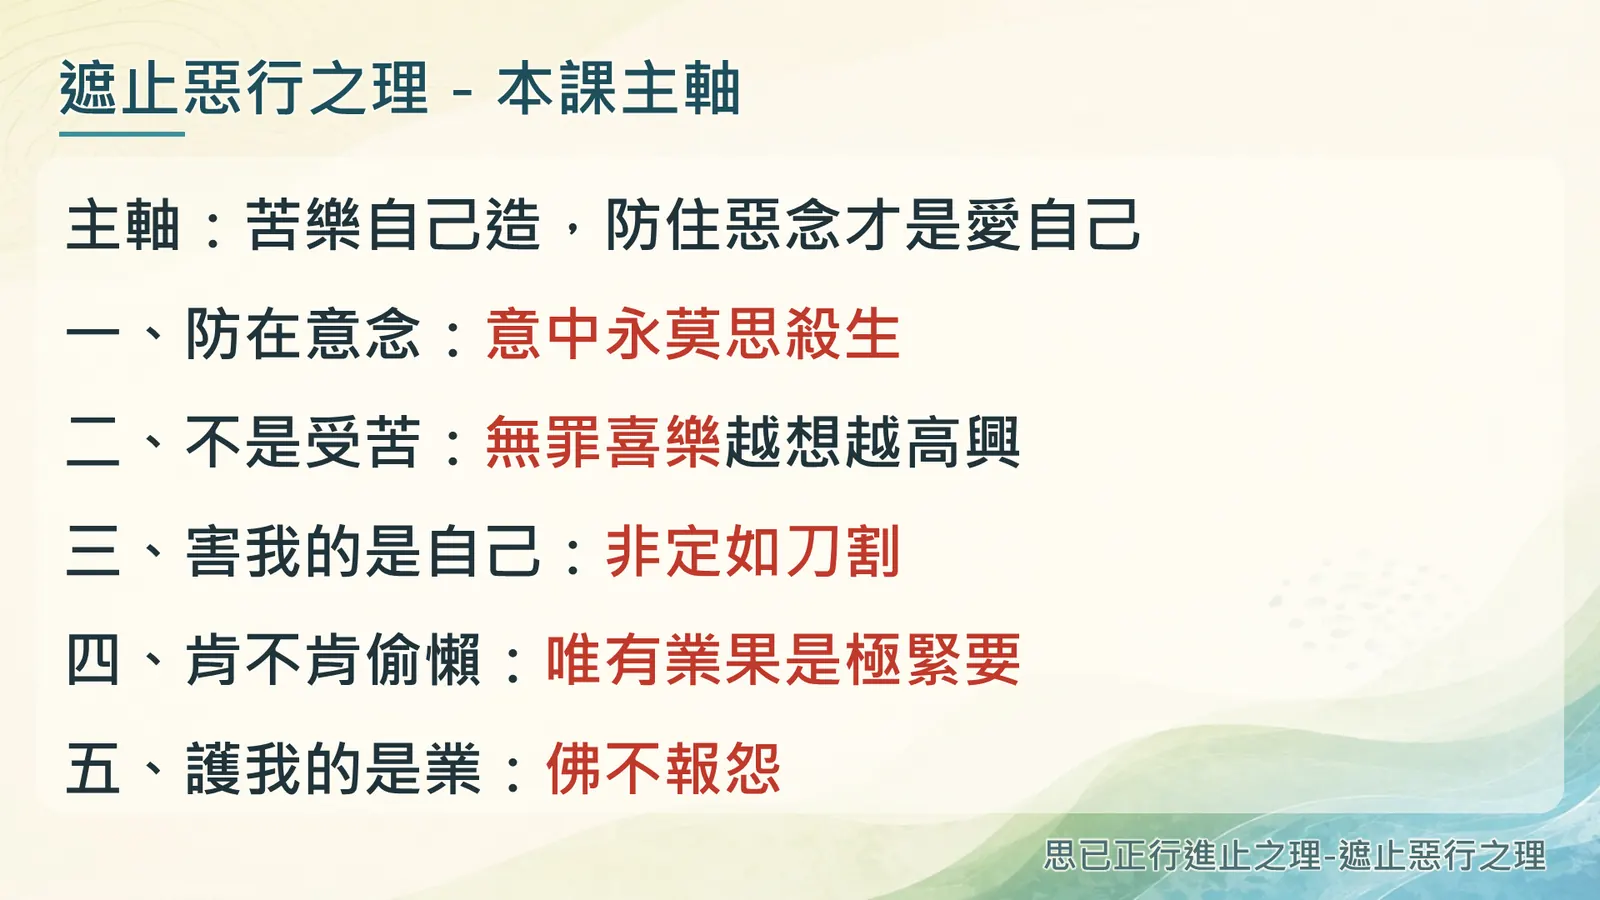 遮止惡行之理 - 本課主軸
主軸：苦樂自己造，防住惡念才是愛自己
一、防在意念：意中永莫思殺生
二、不是受苦：無罪喜樂越想越高興
三、害我的是自己：非定如刀割
四、肯不肯偷懶：唯有業果是極緊要
五、護我的是業：佛不報怨
思已正行進止之理-遮止惡行之理